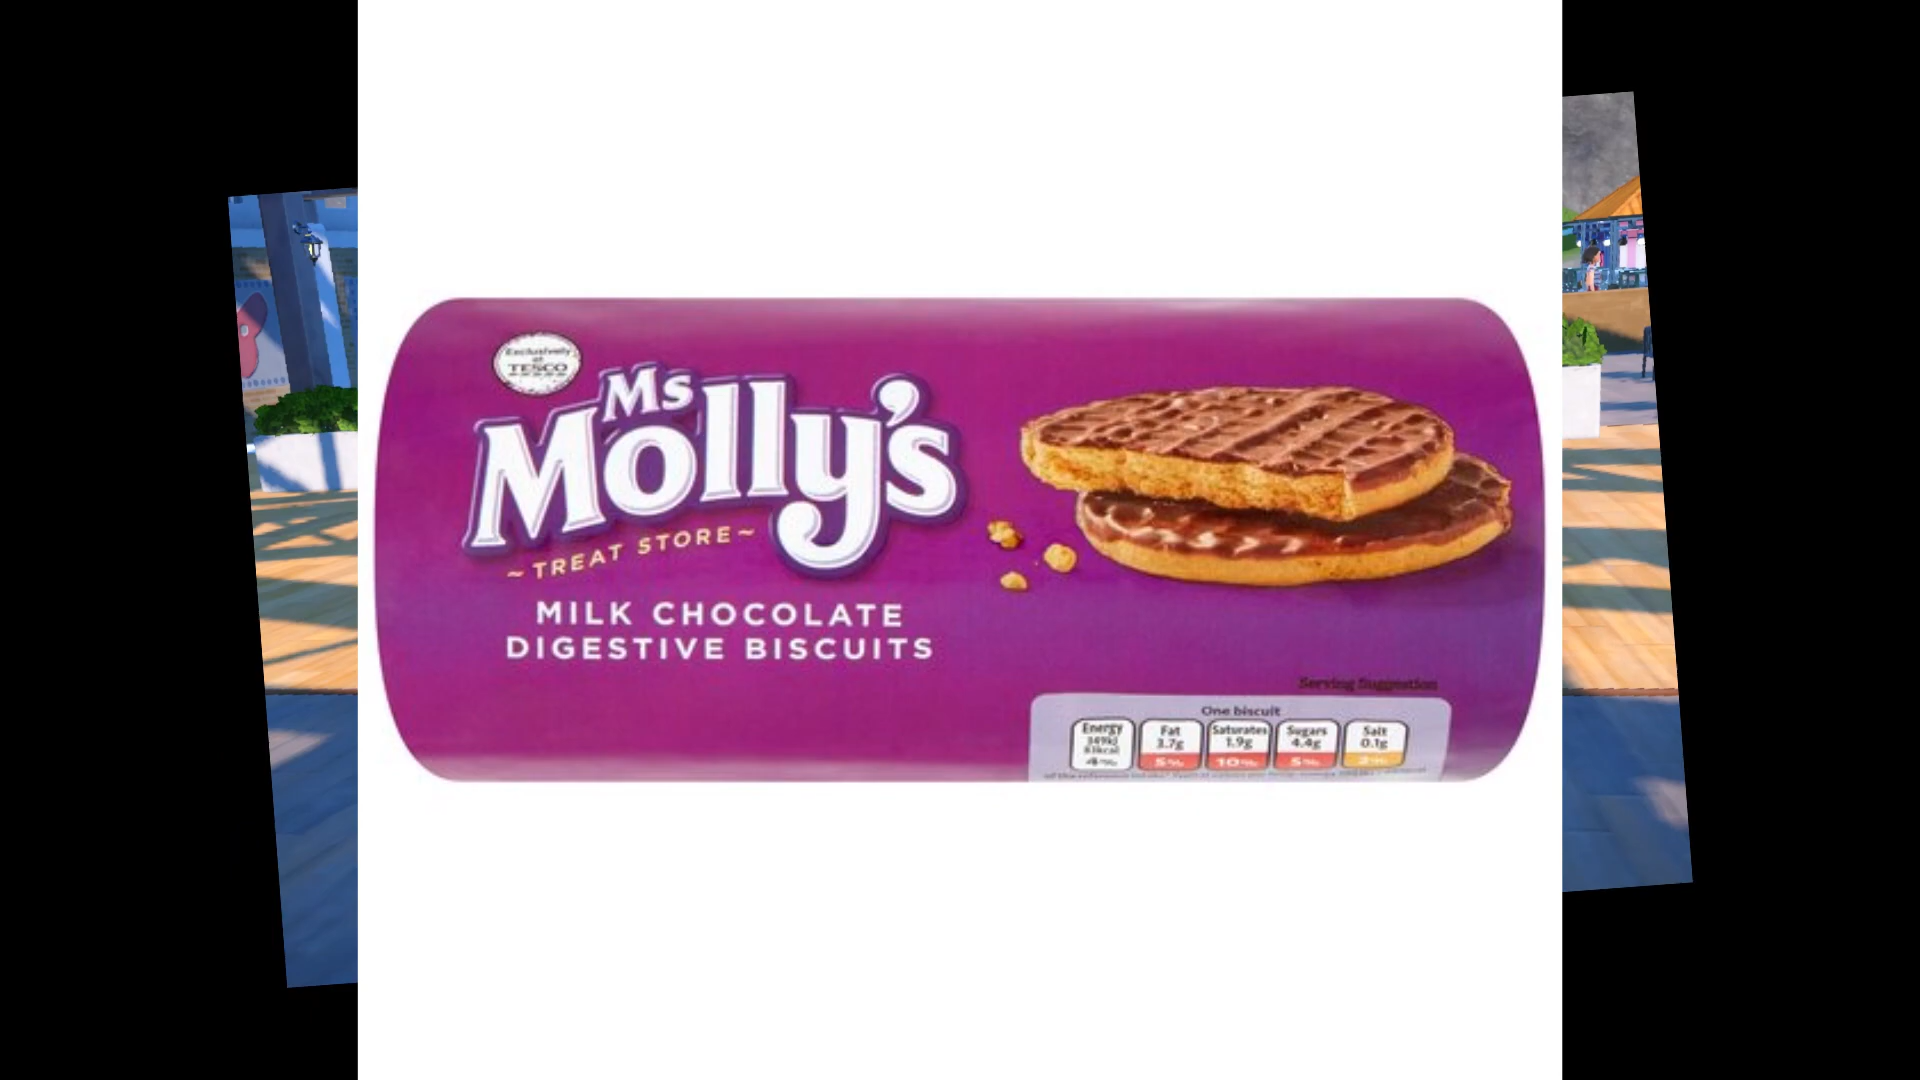 Exclusively
at
TESCO
Ms
Molly's
~TREAT STORE~
MILK CHOCOLATE
DIGESTIVE BISCUITS
Serving Suggestion
One biscuit
Energy Fat Saturates Sugars Salt
349kJ 3.7g 1.9g 4.4g 0.1g
83kcal
4% 5% 10% 5% 2%